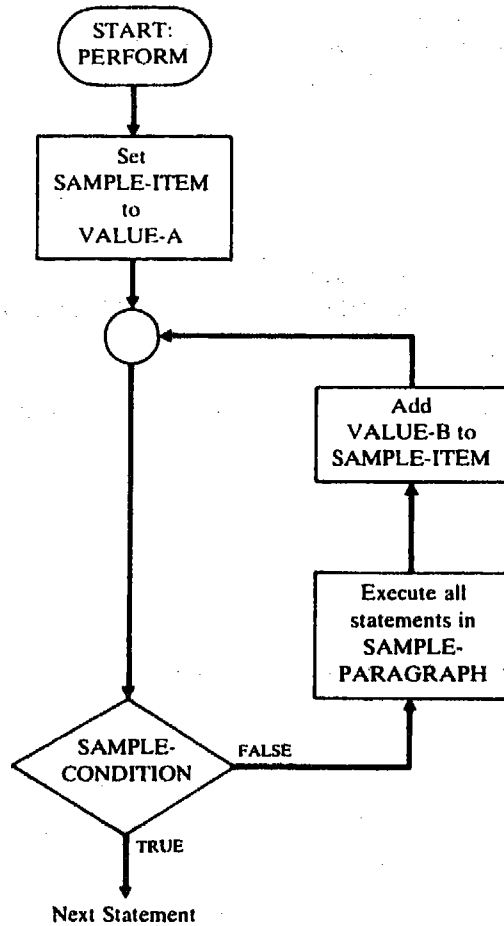 START:
PERFORM
Set
SAMPLE-ITEM
to
VALUE-A
Add
VALUE-B to
SAMPLE-ITEM
Execute all
statements in
SAMPLE-
PARAGRAPH
SAMPLE-
CONDITION
FALSE
TRUE
Next Statement